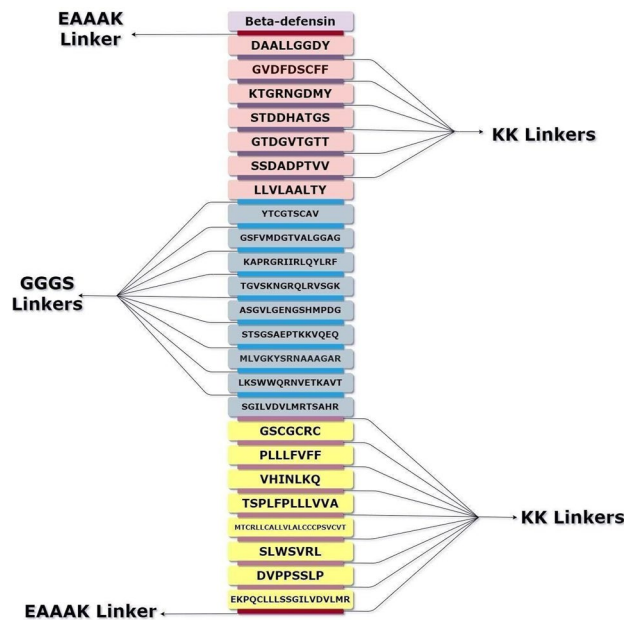 EAAAK
Linker
Beta-defensin
DAALLGGDY
GVDFDSCFF
KTGRNGDMY
STDDHATGS
GTDGVTGTT
SSDADPTVV
LLVLAALTY
KK Linkers
YTCGTSCAV
GSFVMDGTVALGGAG
KAPRGRIIRLQYLRF
TGVSKNGRQLRVSGK
ASGVLGENGSHMPDG
STSGSAEPTKKVQEQ
MLVGKYSRNAAAGAR
LKSWWQRNVETKAVT
SGILVDVLMRTSAHR
GGGS
Linkers
GSCGCRC
PLLLFVFF
VHINLKQ
TSPLFPLLLVVA
MTCRLLCALLVLALCCCPSVCVT
SLWSVRL
DVPPSSLP
EKPQCLLLSSGILVDVLMR
KK Linkers
EAAAK Linker